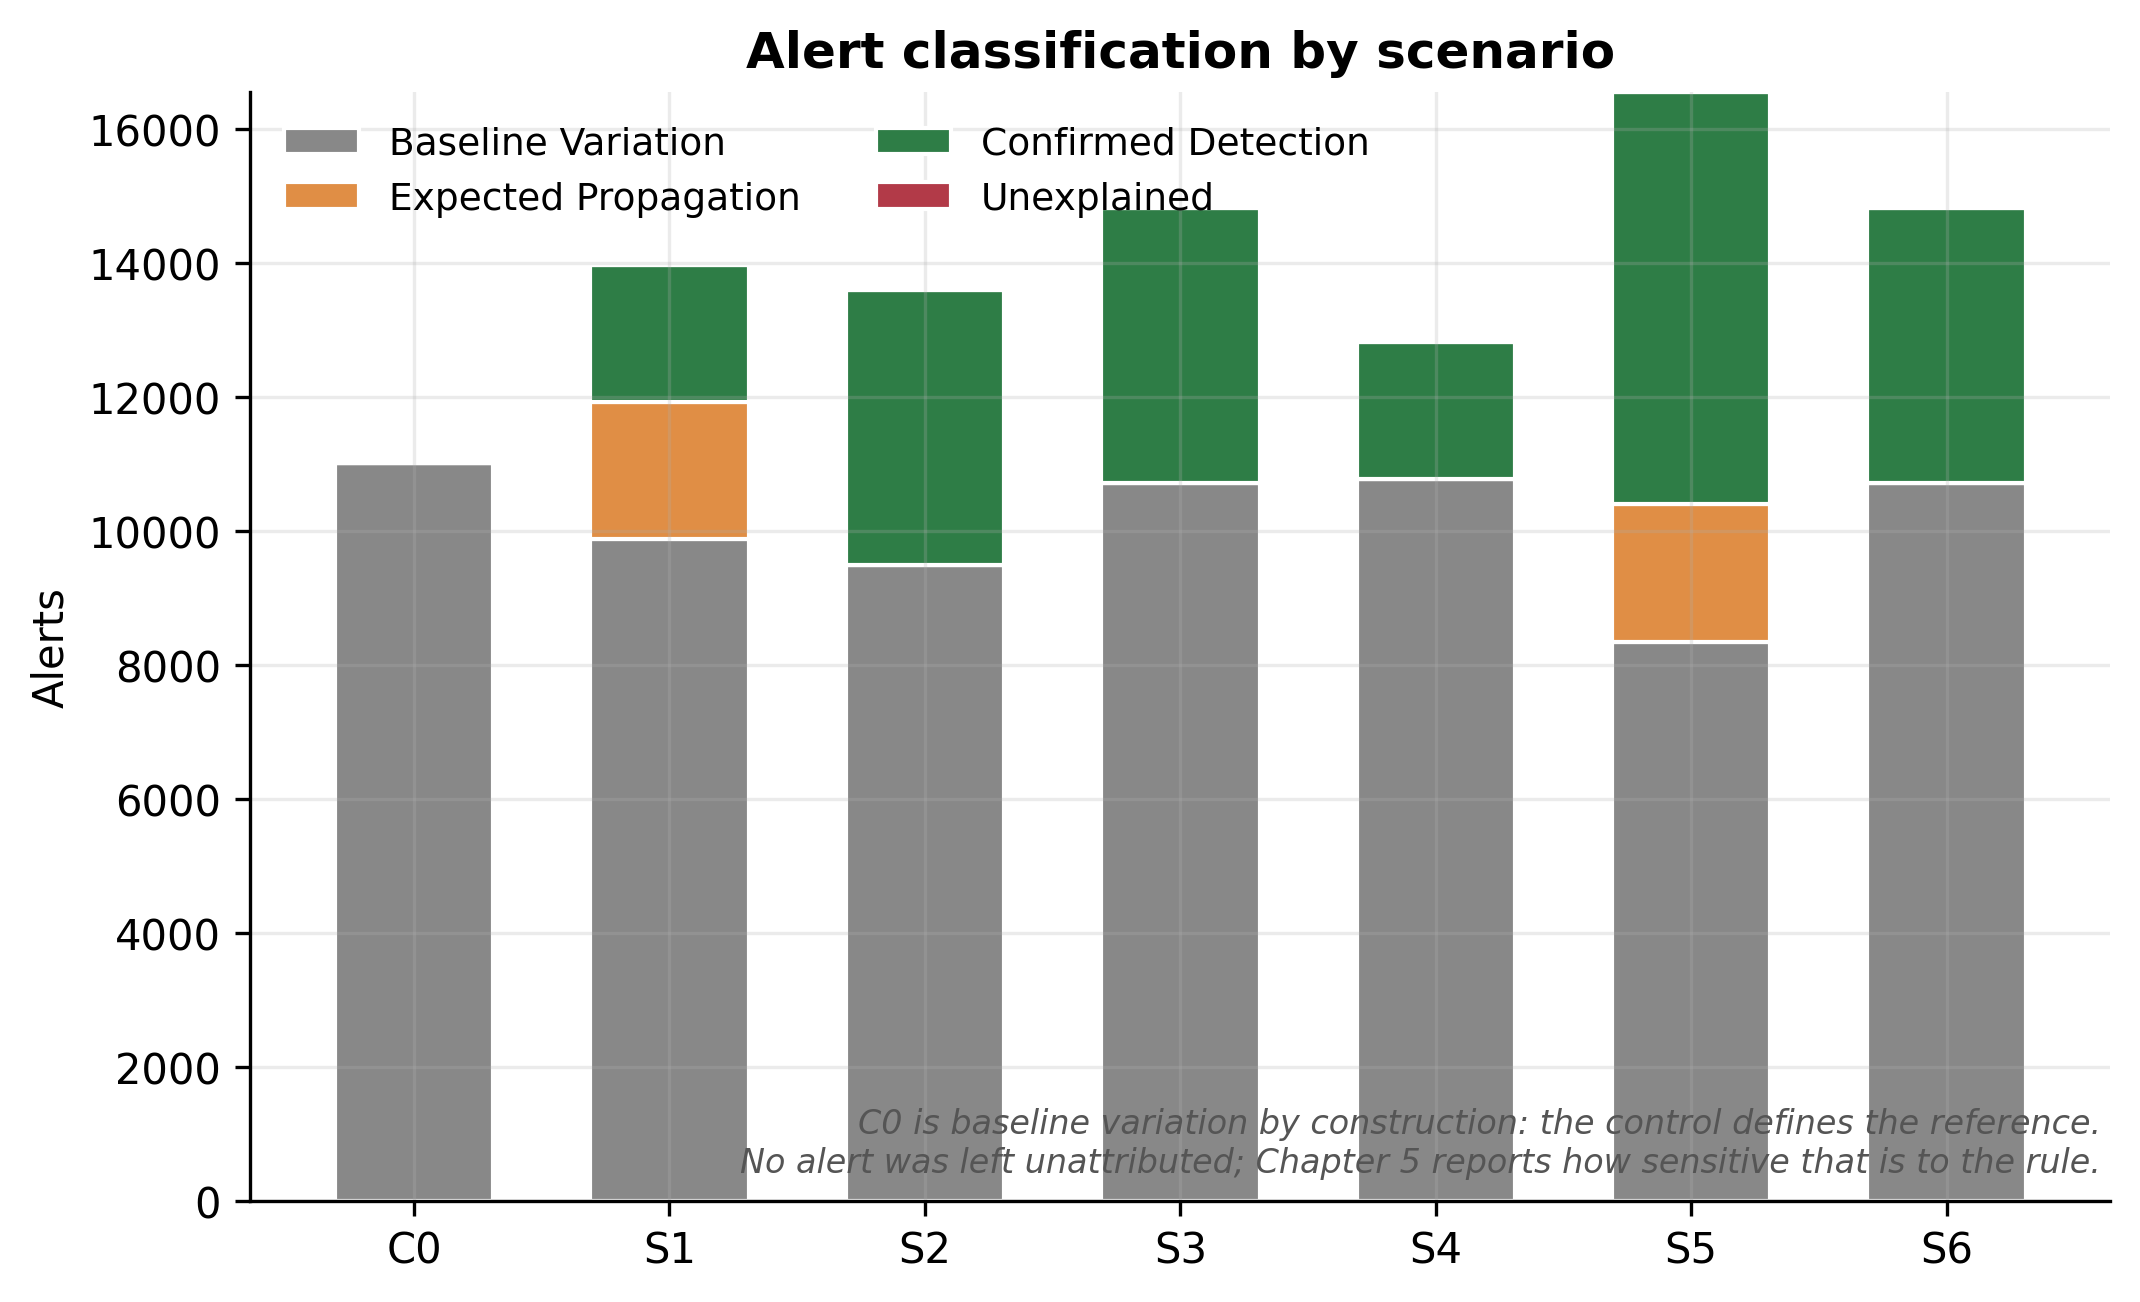 Alert classification by scenario
Baseline Variation
Expected Propagation
Confirmed Detection
Unexplained
Alerts
16000
14000
12000
10000
8000
6000
4000
2000
0
C0 is baseline variation by construction: the control defines the reference.
No alert was left unattributed; Chapter 5 reports how sensitive that is to the rule.
C0 S1 S2 S3 S4 S5 S6